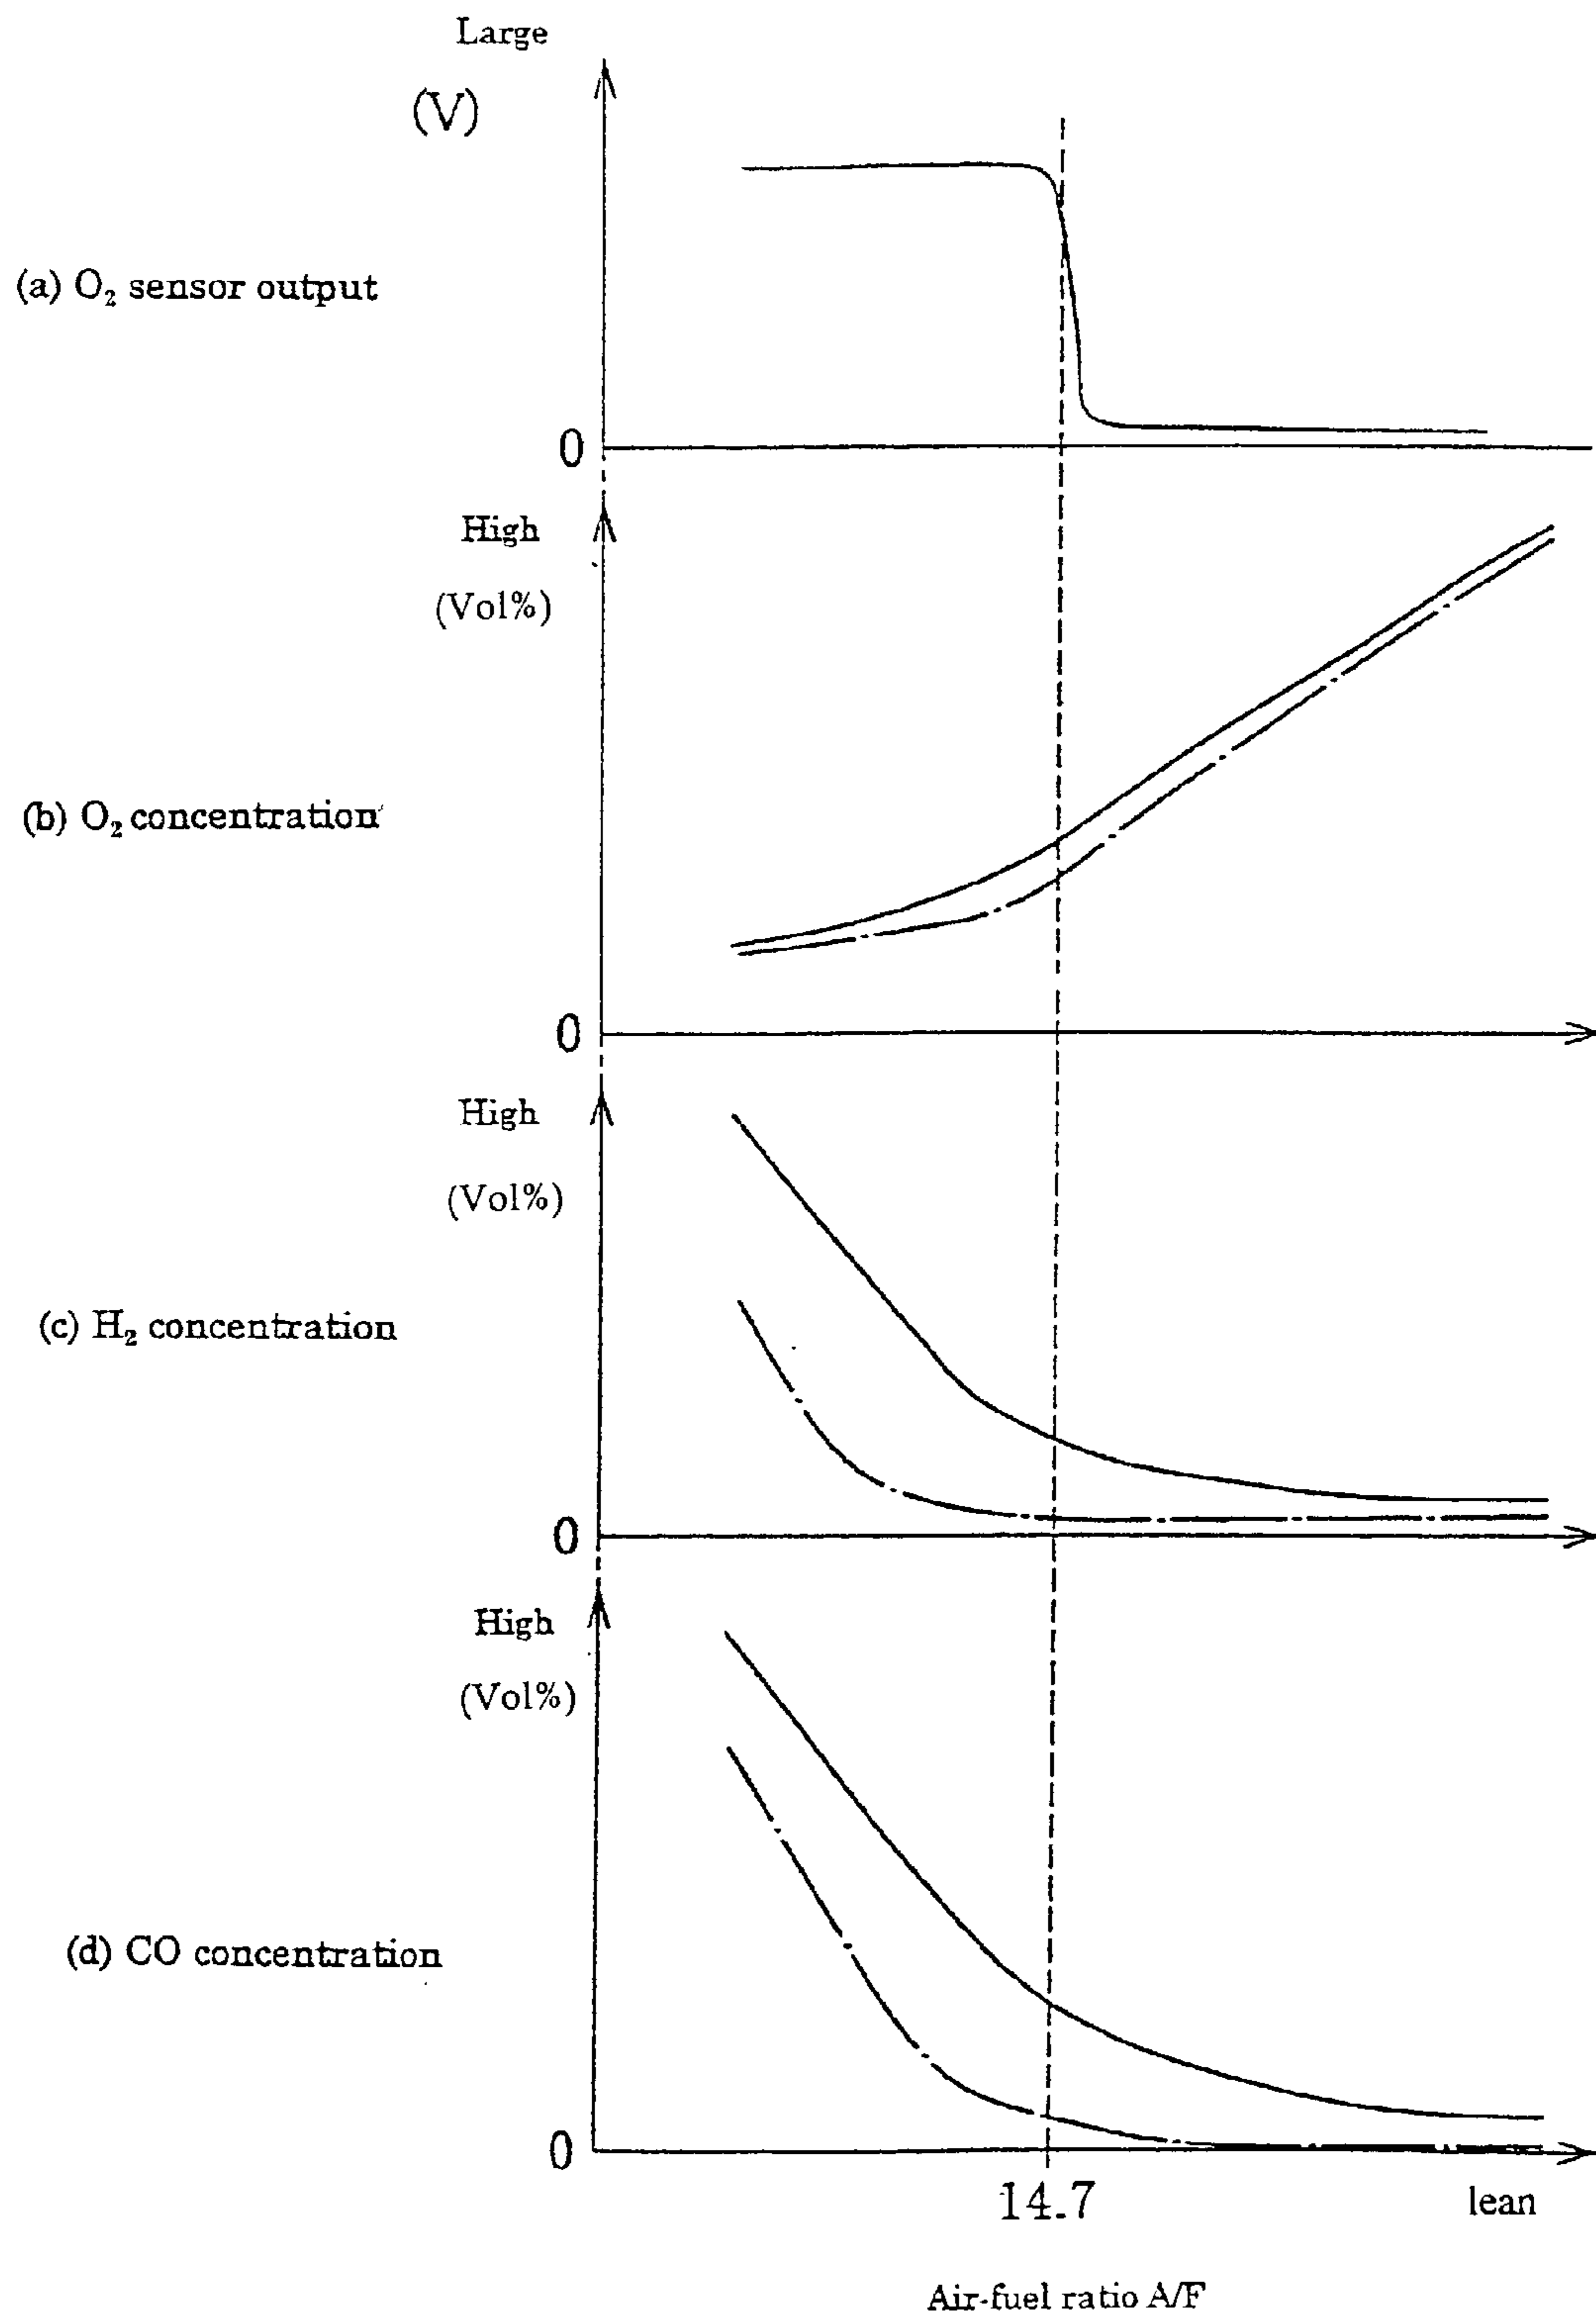 Large
(V)
(a) O₂ sensor output
0
High
(Vol%)
(b) O₂ concentration
0
High
(Vol%)
(c) H₂ concentration
0
High
(Vol%)
(d) CO concentration
0
14.7
lean
Air-fuel ratio A/F